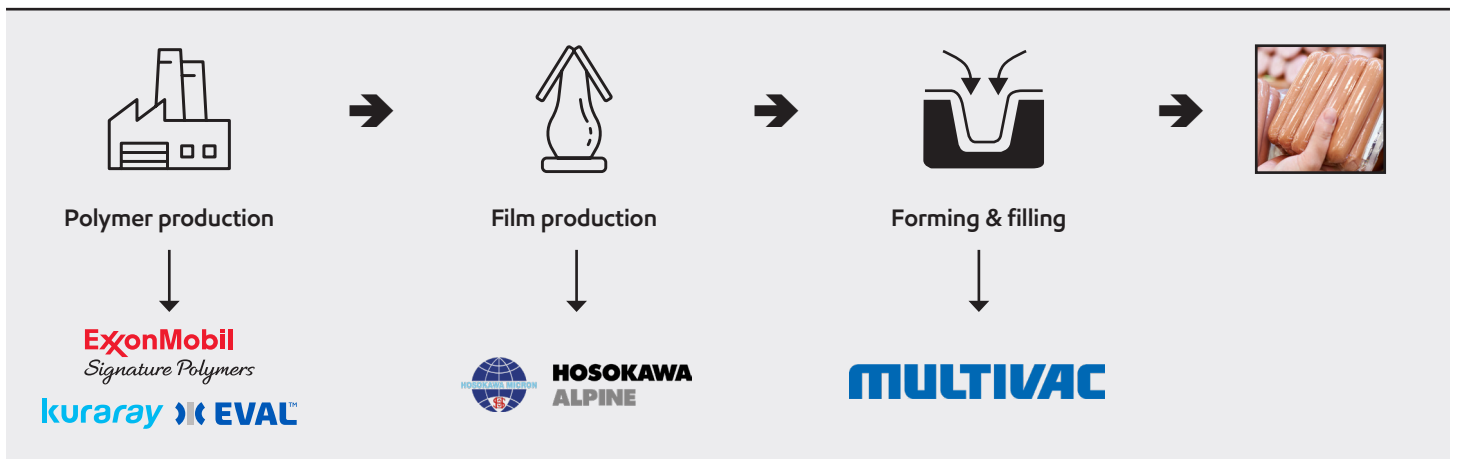 Polymer production
Film production
Forming & filling
ExxonMobil
Signature Polymers
kuraray EVAL™
HOSOKAWA MICRON
HOSOKAWA
ALPINE
MULTIVAC